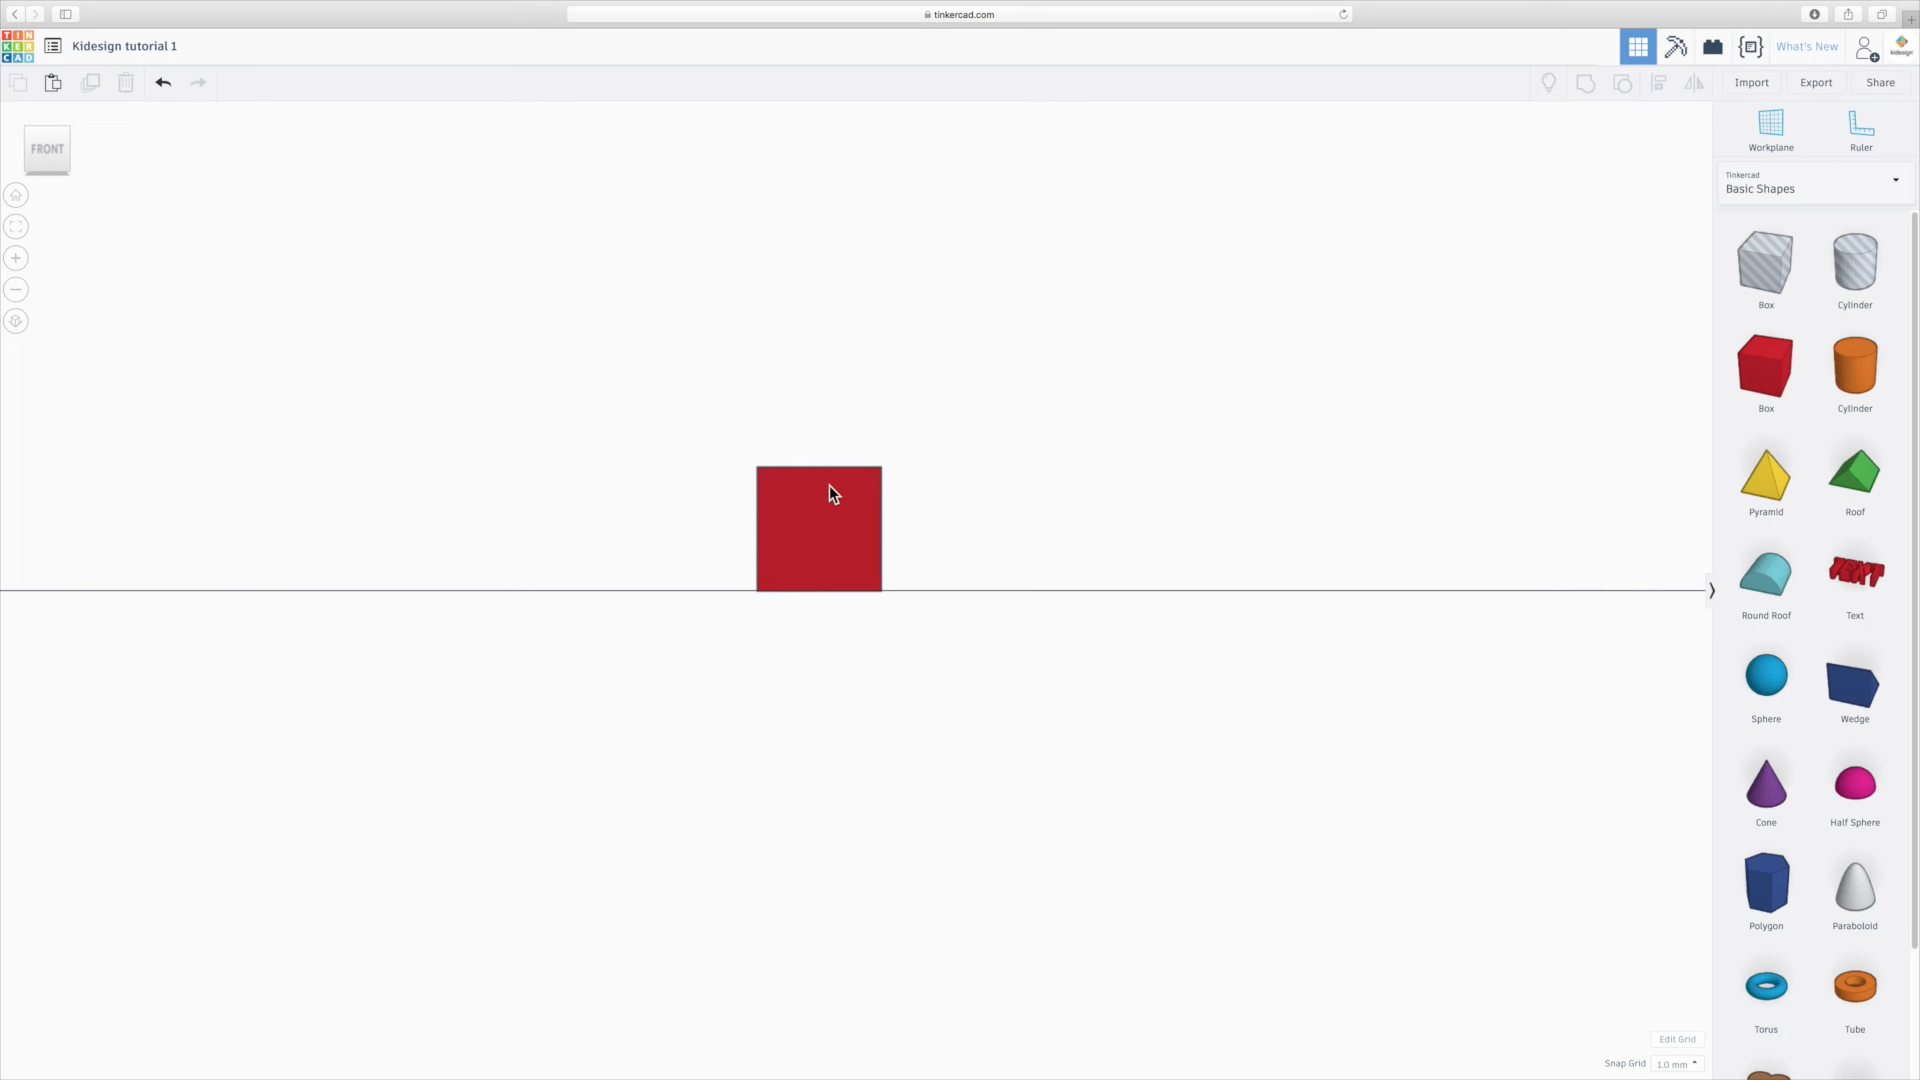 tinkercad.com
TIN
KER
CAD
Kidesign tutorial 1
What's New
kidesign
Import
Export
Share
FRONT
Workplane
Ruler
Tinkercad
Basic Shapes
Box
Cylinder
Box
Cylinder
Pyramid
Roof
TEXT
Round Roof
Text
Sphere
Wedge
Cone
Half Sphere
Polygon
Paraboloid
Torus
Tube
Edit Grid
Snap Grid
1.0 mm